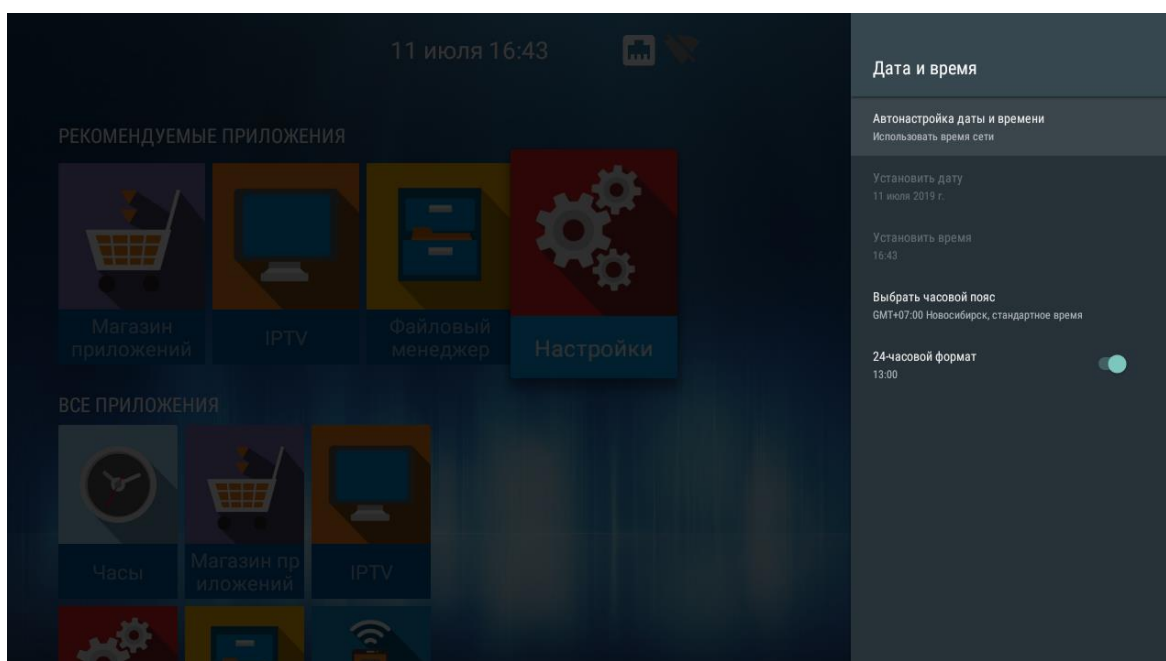 11 июля 16:43
РЕКОМЕНДУЕМЫЕ ПРИЛОЖЕНИЯ
Магазин
приложений
IPTV
Файловый
менеджер
Настройки
ВСЕ ПРИЛОЖЕНИЯ
Часы
Магазин пр
иложений
IPTV
Дата и время
Автонастройка даты и времени
Использовать время сети
Установить дату
11 июля 2019 г.
Установить время
16:43
Выбрать часовой пояс
GMT+07:00 Новосибирск, стандартное время
24-часовой формат
13:00